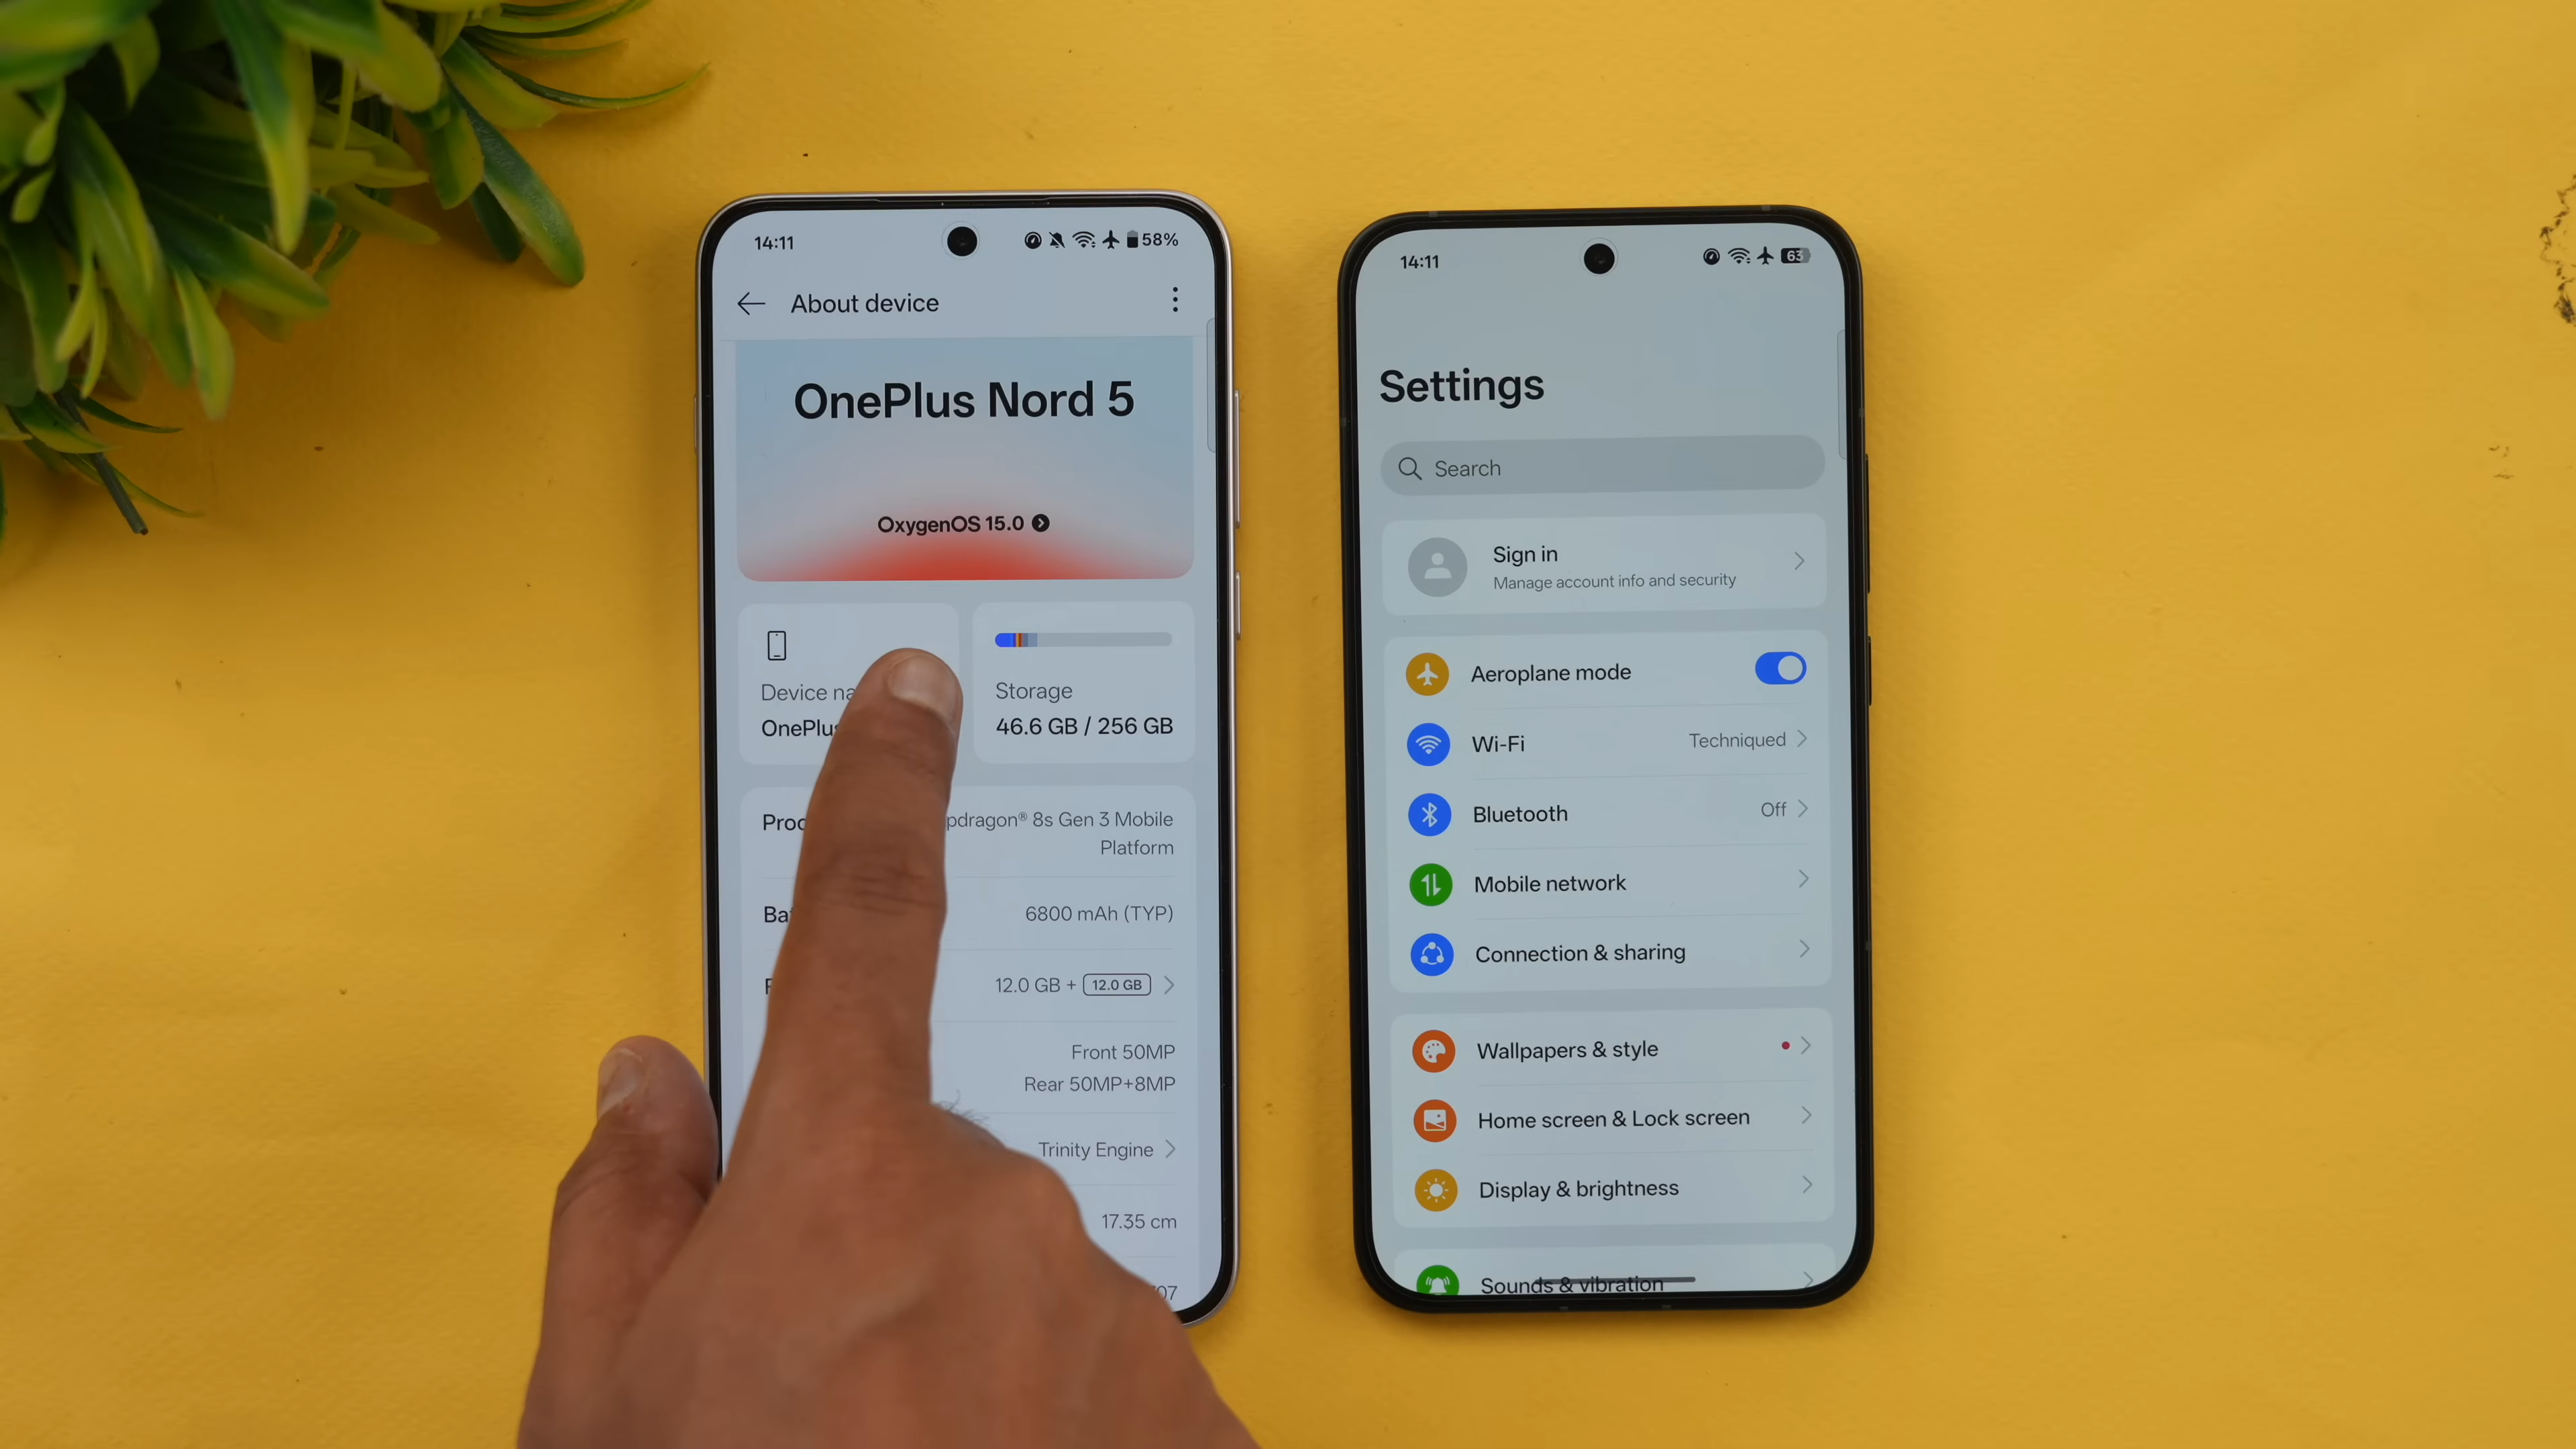 14:11
58%
About device
OnePlus Nord 5
OxygenOS 15.0
Device na
OnePlu
Storage
46.6 GB / 256 GB
Proc
pdragon® 8s Gen 3 Mobile
Platform
Ba
6800 mAh (TYP)
12.0 GB + 12.0 GB
Front 50MP
Rear 50MP+8MP
Trinity Engine
17.35 cm
07
14:11
63
Settings
Search
Sign in
Manage account info and security
Aeroplane mode
Wi-Fi
Techniqued
Bluetooth
Off
Mobile network
Connection & sharing
Wallpapers & style
Home screen & Lock screen
Display & brightness
Sounds & vibration